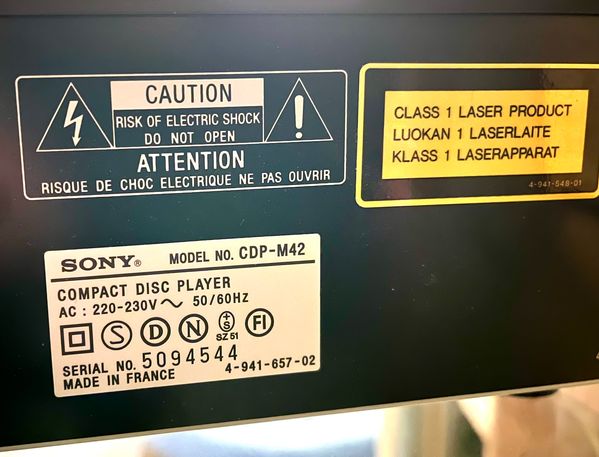 CAUTION
RISK OF ELECTRIC SHOCK
DO NOT OPEN
ATTENTION
RISQUE DE CHOC ELECTRIQUE NE PAS OUVRIR
CLASS 1 LASER PRODUCT
LUOKAN 1 LASERLAITE
KLASS 1 LASERAPPARAT
4-941-548-01
SONY® MODEL NO. CDP-M42
COMPACT DISC PLAYER
AC : 220-230V ~ 50/60HZ
S D N +S SZ 51 FI
SERIAL NO. 5094544
MADE IN FRANCE 4-941-657-02